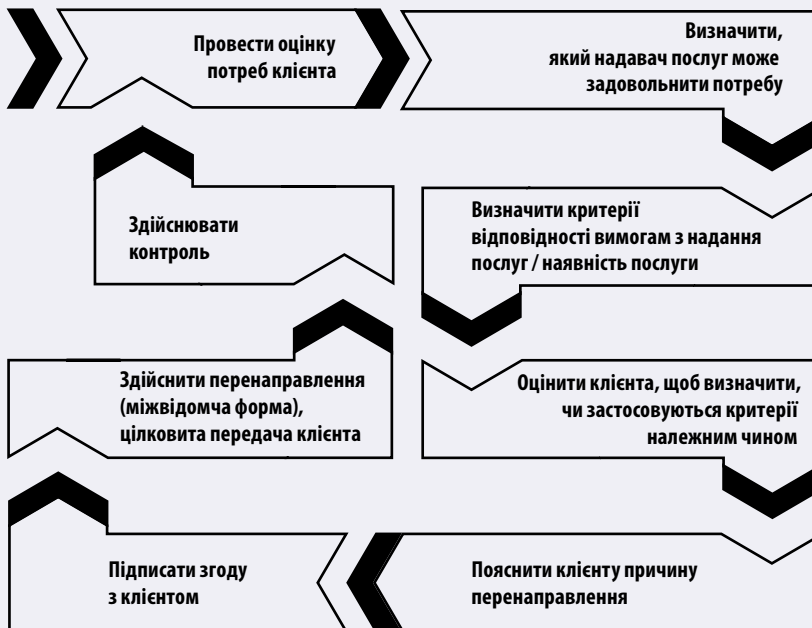 Провести оцінку
потреб клієнта
Визначити,
який надавач послуг може
задовольнити потребу
Визначити критерії
відповідності вимогам з надання
послуг / наявність послуги
Оцінити клієнта, щоб визначити,
чи застосовуються критерії
належним чином
Пояснити клієнту причину
перенаправлення
Підписати згоду
з клієнтом
Здійснити перенаправлення
(міжвідомча форма),
цілковита передача клієнта
Здійснювати
контроль